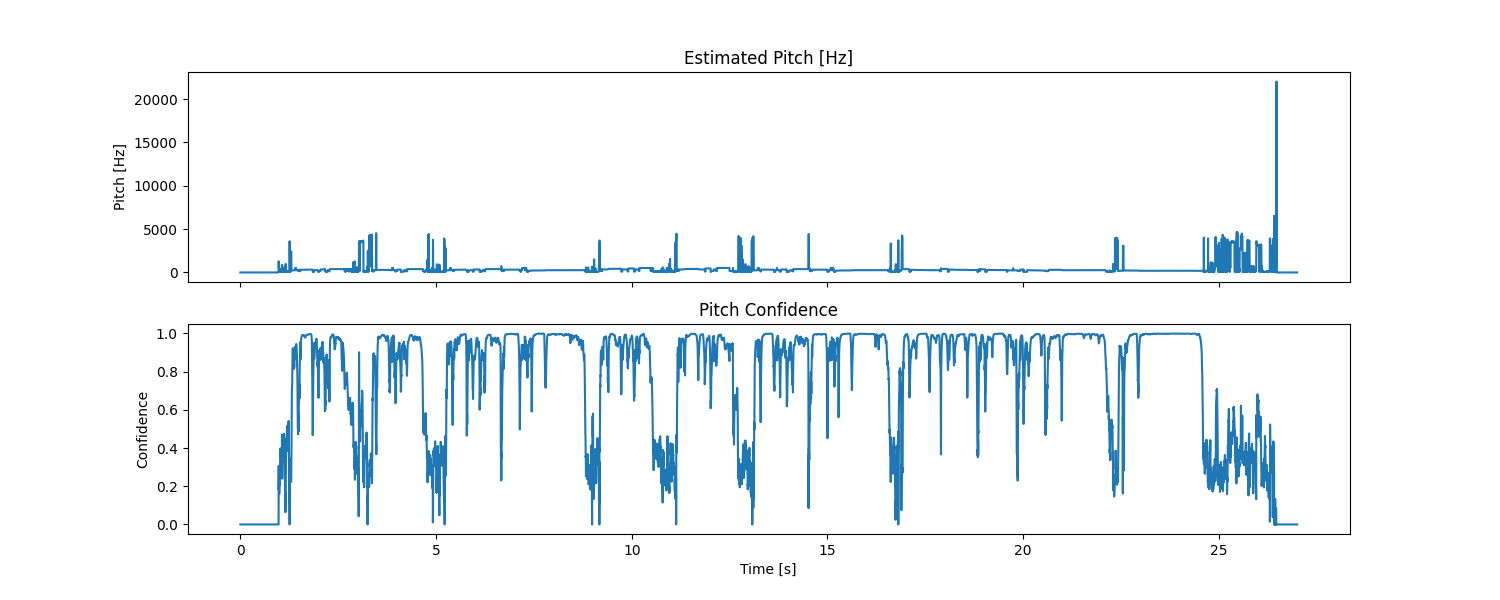 Estimated Pitch [Hz]
Pitch [Hz]
20000
15000
10000
5000
0
Pitch Confidence
Confidence
1.0
0.8
0.6
0.4
0.2
0.0
0 5 10 15 20 25
Time [s]